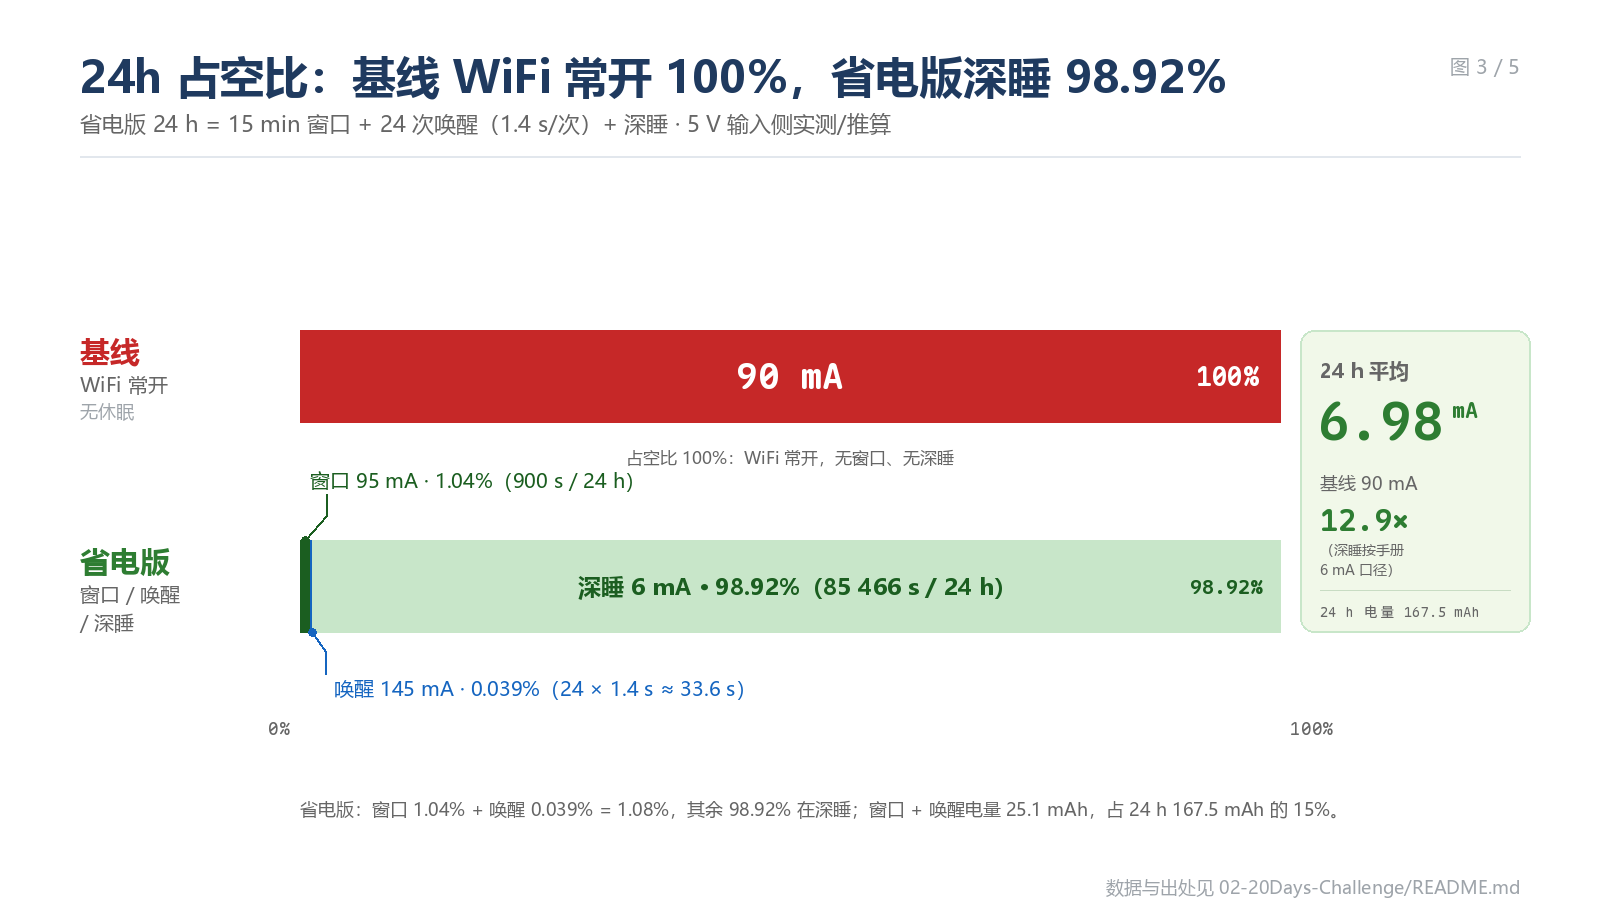 24h 占空比：基线 WiFi 常开 100%，省电版深睡 98.92%
图 3 / 5
省电版 24 h = 15 min 窗口 + 24 次唤醒（1.4 s/次）+ 深睡 · 5 V 输入侧实测/推算
基线
WiFi 常开
无休眠
90 mA
100%
占空比 100%：WiFi 常开，无窗口、无深睡
窗口 95 mA · 1.04%（900 s / 24 h）
省电版
窗口 / 唤醒
/ 深睡
深睡 6 mA • 98.92%（85 466 s / 24 h）
98.92%
唤醒 145 mA · 0.039%（24 × 1.4 s ≈ 33.6 s）
0%
100%
24 h 平均
6.98 mA
基线 90 mA
12.9×
（深睡按手册
6 mA 口径）
24 h 电量 167.5 mAh
省电版：窗口 1.04% + 唤醒 0.039% = 1.08%，其余 98.92% 在深睡；窗口 + 唤醒电量 25.1 mAh，占 24 h 167.5 mAh 的 15%。
数据与出处见 02-20Days-Challenge/README.md